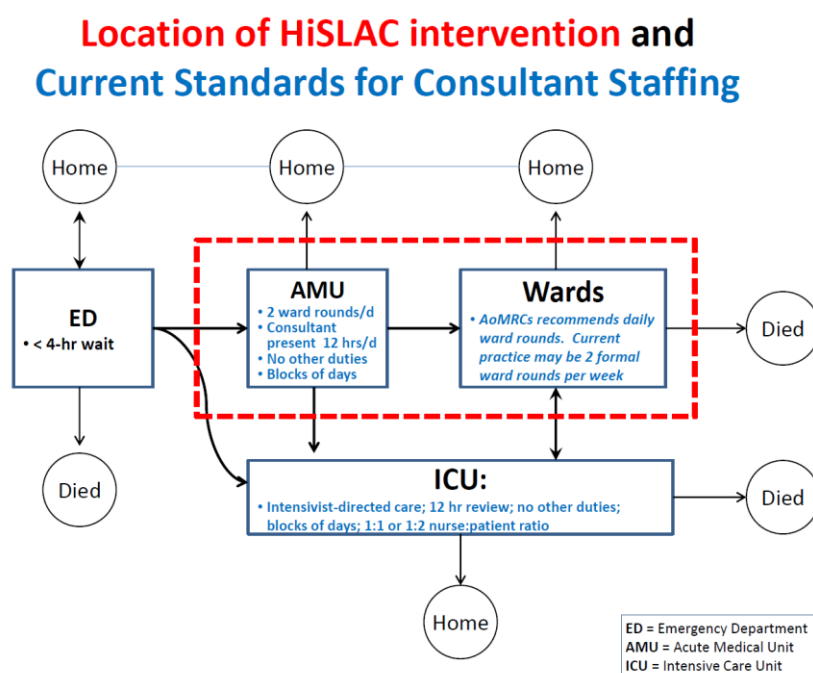 Location of HiSLAC intervention and
Current Standards for Consultant Staffing
Home
Home
Home
ED
• < 4-hr wait
AMU
• 2 ward rounds/d
• Consultant
present 12 hrs/d
• No other duties
• Blocks of days
Wards
• AoMRCs recommends daily
ward rounds. Current
practice may be 2 formal
ward rounds per week
Died
Died
ICU:
• Intensivist-directed care; 12 hr review; no other duties;
blocks of days; 1:1 or 1:2 nurse:patient ratio
Died
Home
ED = Emergency Department
AMU = Acute Medical Unit
ICU = Intensive Care Unit